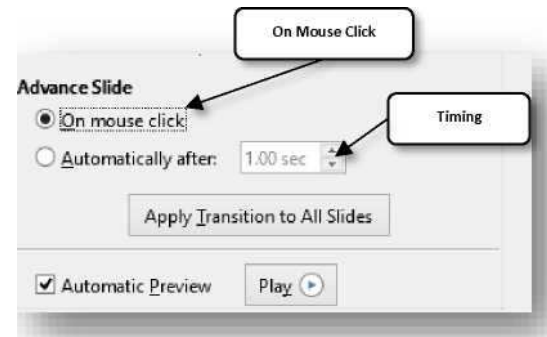 On Mouse Click
Advance Slide
On mouse click
Timing
Automatically after:
1.00 sec
Apply Transition to All Slides
Automatic Preview
Play